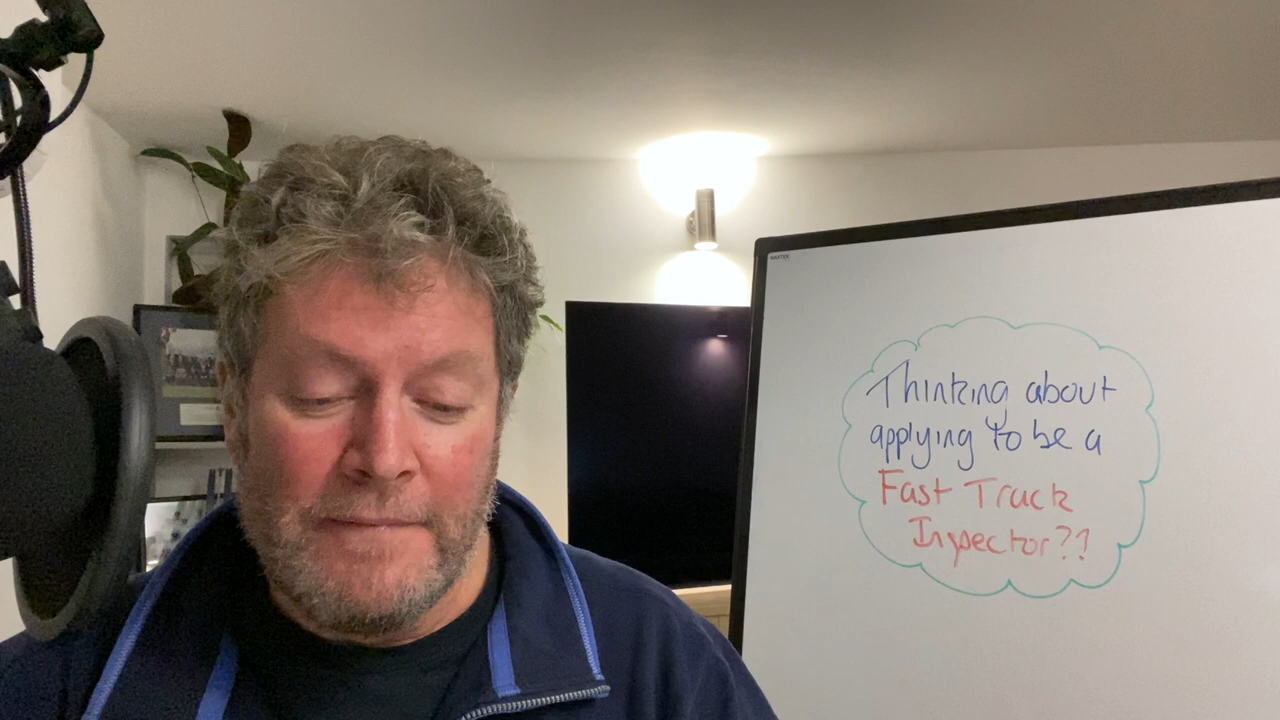 Thinking about
applying to be a
Fast Track
Inspector??